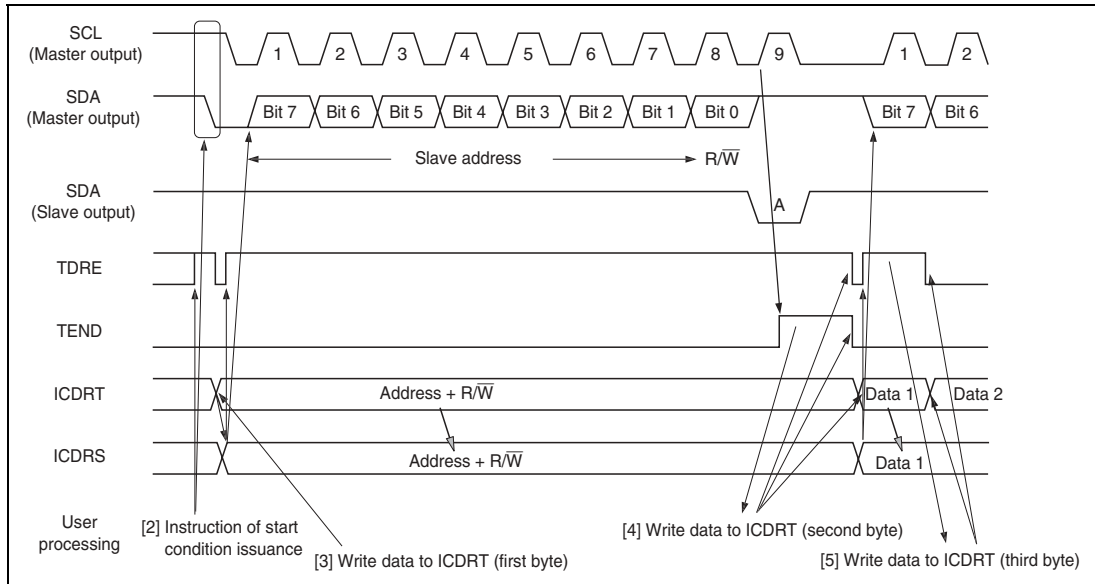 SCL
(Master output)
1 2 3 4 5 6 7 8 9 1 2
SDA
(Master output)
Bit 7 Bit 6 Bit 5 Bit 4 Bit 3 Bit 2 Bit 1 Bit 0 Bit 7 Bit 6
Slave address R/W̅
SDA
(Slave output)
A
TDRE
TEND
ICDRT
Address + R/W̅ Data 1 Data 2
ICDRS
Address + R/W̅ Data 1
User
processing
[2] Instruction of start
condition issuance
[3] Write data to ICDRT (first byte)
[4] Write data to ICDRT (second byte)
[5] Write data to ICDRT (third byte)